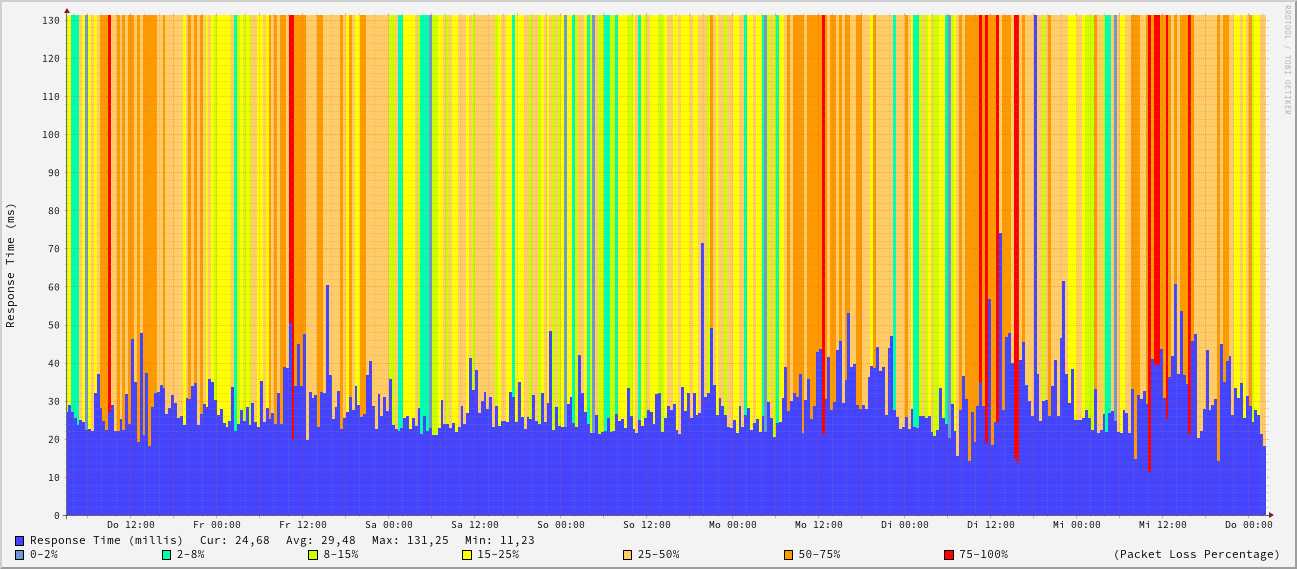 RRDTOOL / TOBI OETIKER
Response Time (ms)
130
120
110
100
90
80
70
60
50
40
30
20
10
0
Do 12:00 Fr 00:00 Fr 12:00 Sa 00:00 Sa 12:00 So 00:00 So 12:00 Mo 00:00 Mo 12:00 Di 00:00 Di 12:00 Mi 00:00 Mi 12:00 Do 00:00
Response Time (millis) Cur: 24,68 Avg: 29,48 Max: 131,25 Min: 11,23
0-2% 2-8% 8-15% 15-25% 25-50% 50-75% 75-100% (Packet Loss Percentage)